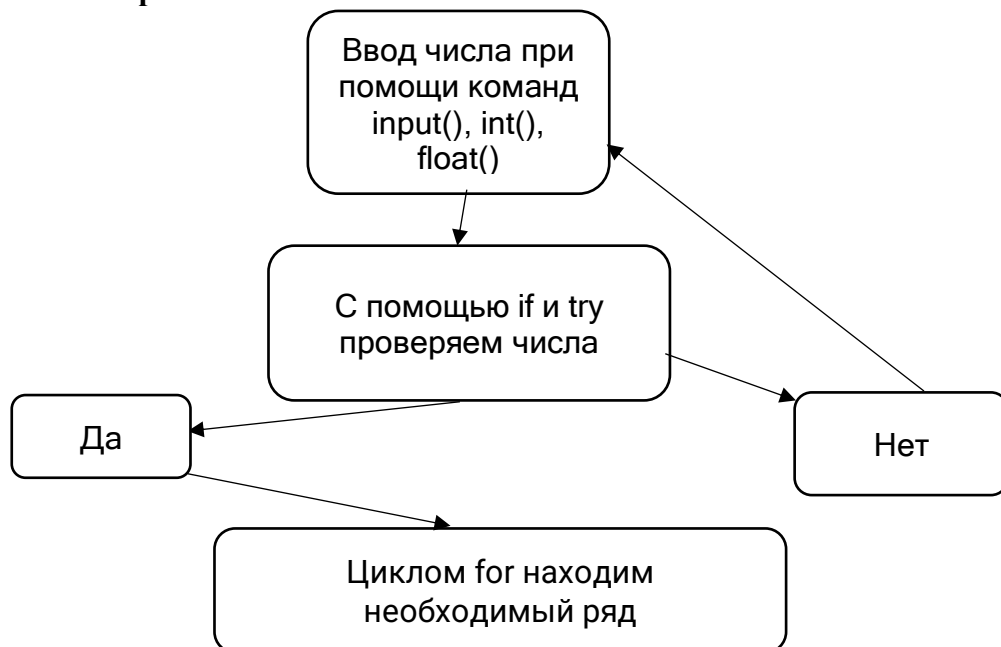 Ввод числа при
помощи команд
input(), int(),
float()
С помощью if и try
проверяем числа
Да
Нет
Циклом for находим
необходимый ряд